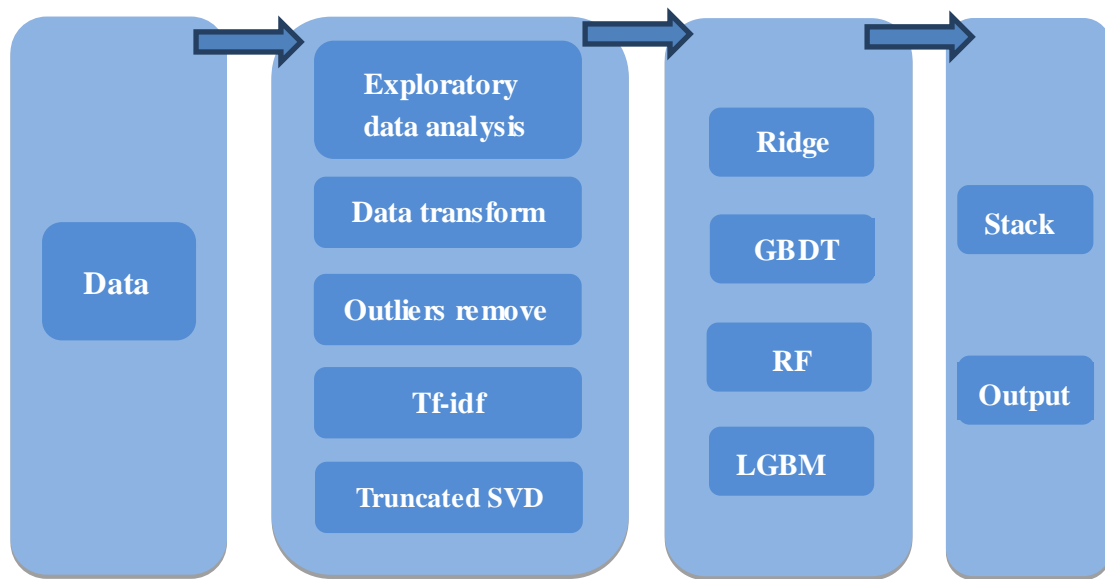 Data
Exploratory
data analysis
Data transform
Outliers remove
Tf-idf
Truncated SVD
Ridge
GBDT
RF
LGBM
Stack
Output